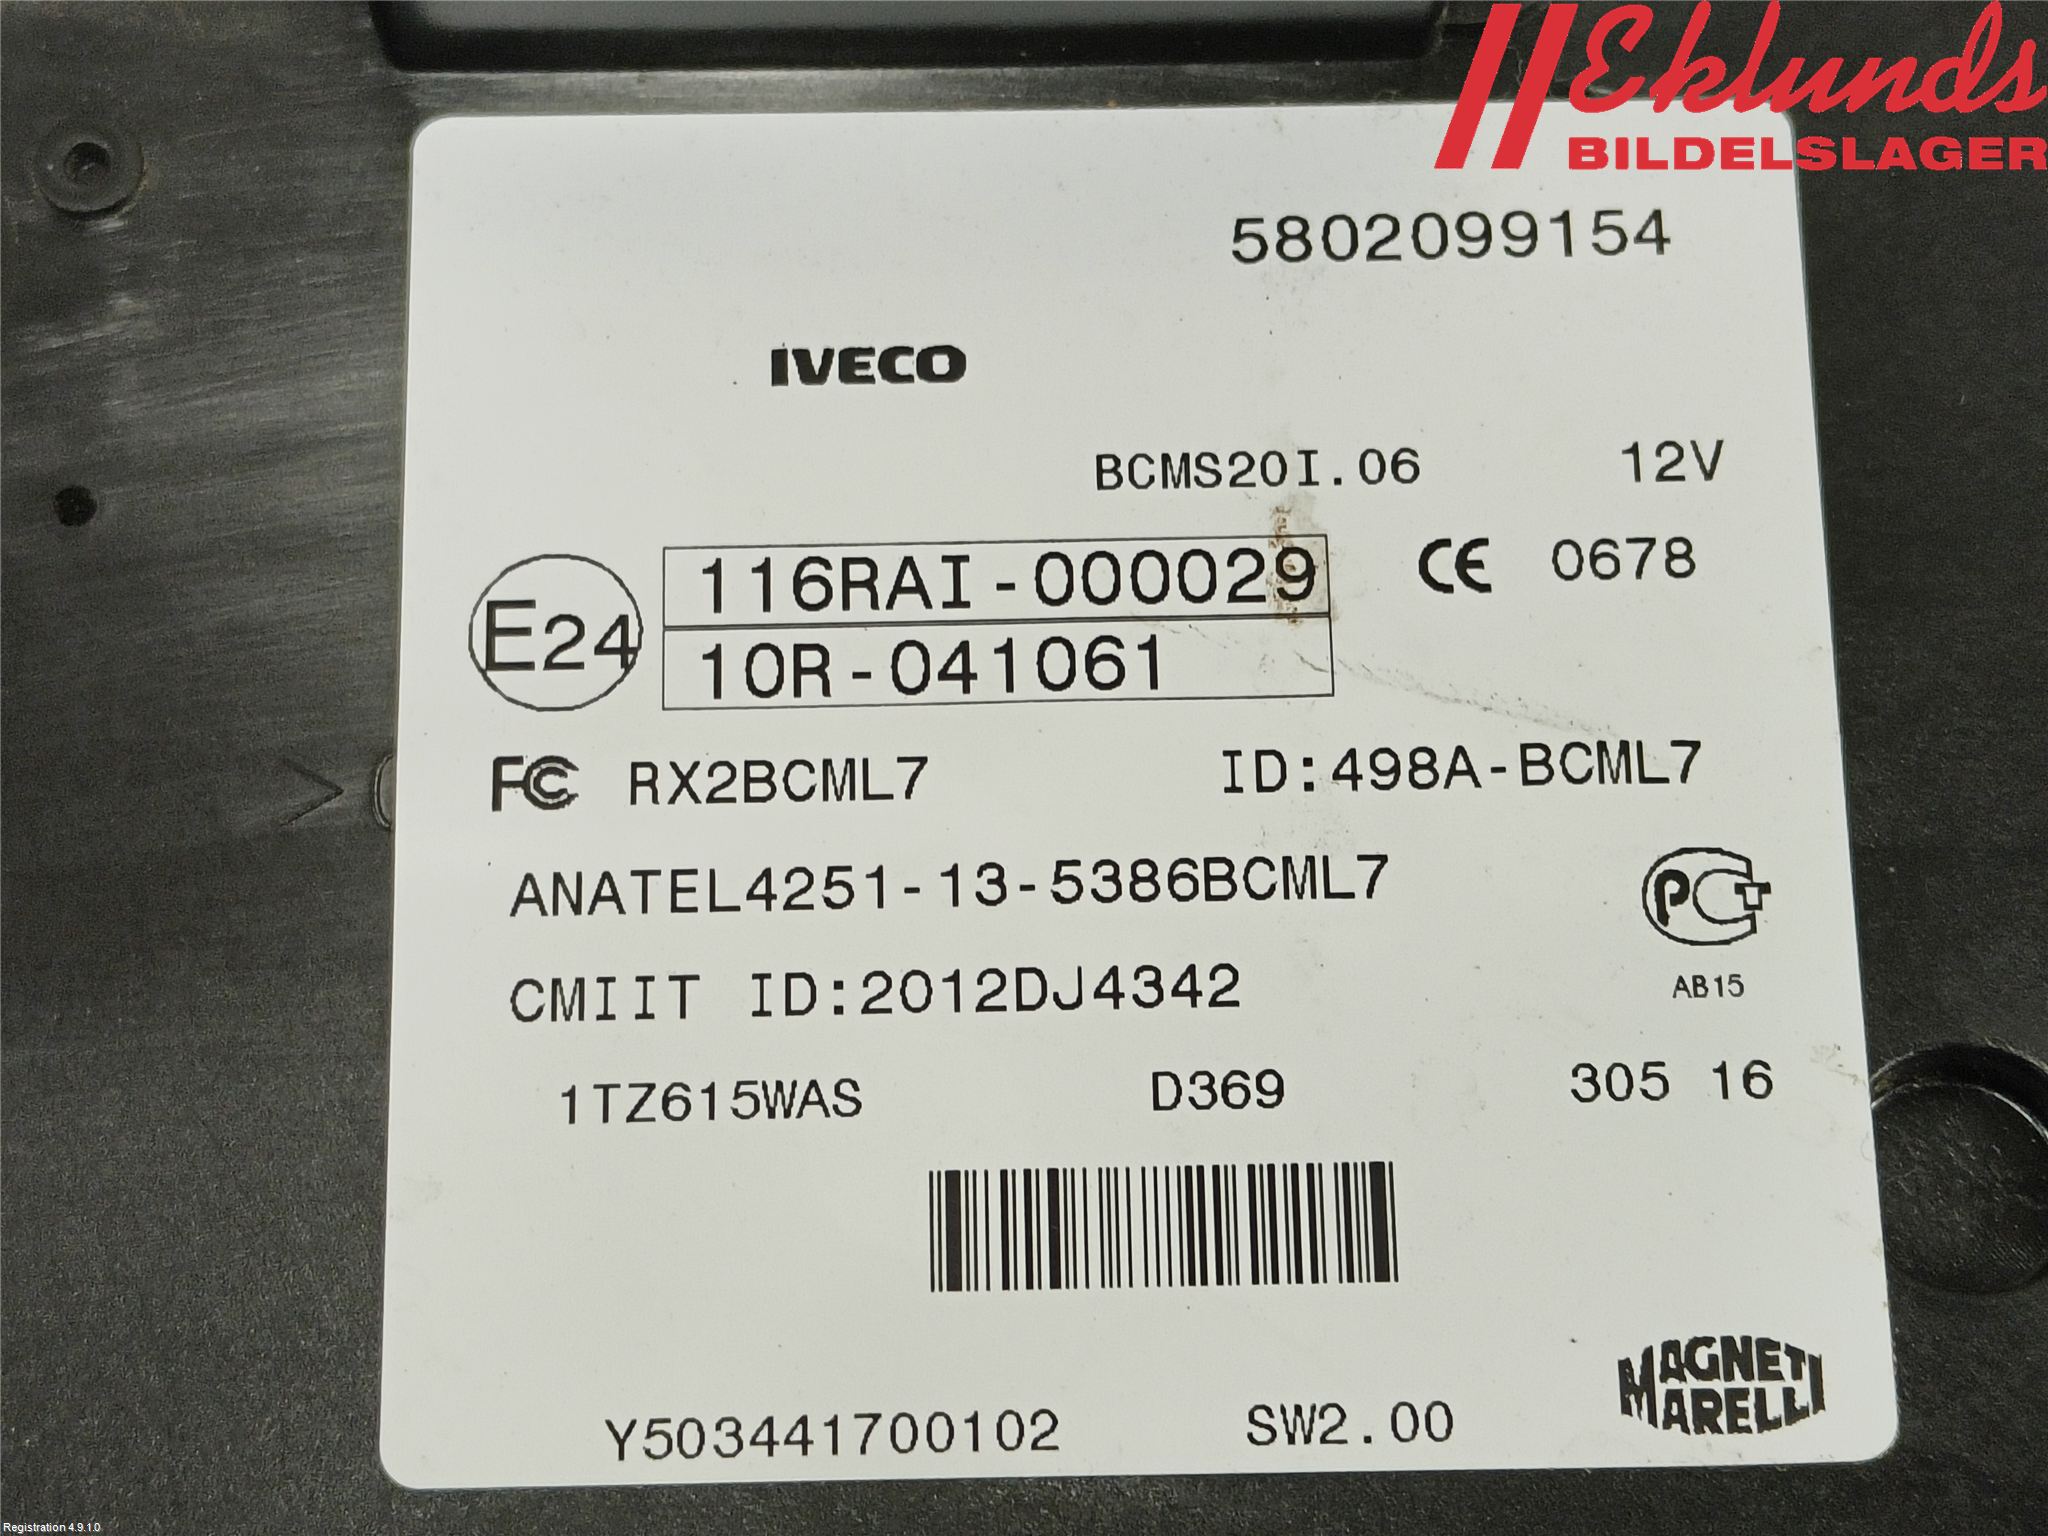 Eklunds
BILDELSLAGER
5802099154
IVECO
BCMS20I.06 12V
E24 116RAI-000029 CE 0678
10R-041061
FC RX2BCML7 ID:498A-BCML7
ANATEL4251-13-5386BCML7
PCT
AB15
CMIIT ID:2012DJ4342
1TZ615WAS D369 305 16
MAGNETI
MARELLI
Y503441700102 SW2.00
Registration 4.9.1.0